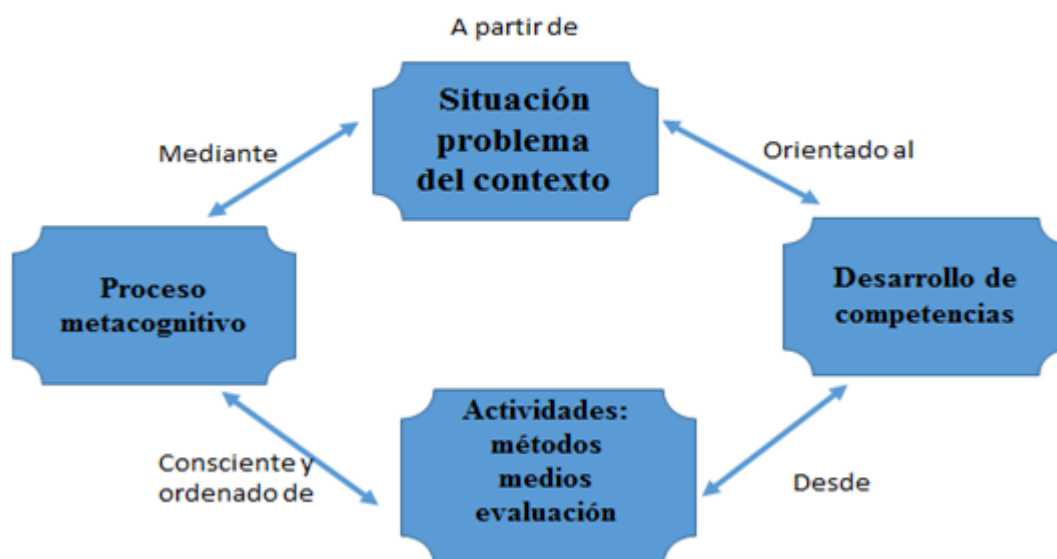 A partir de
Situación
problema
del contexto
Mediante
Orientado al
Proceso
metacognitivo
Desarrollo de
competencias
Actividades:
métodos
medios
evaluación
Consciente y
ordenado de
Desde